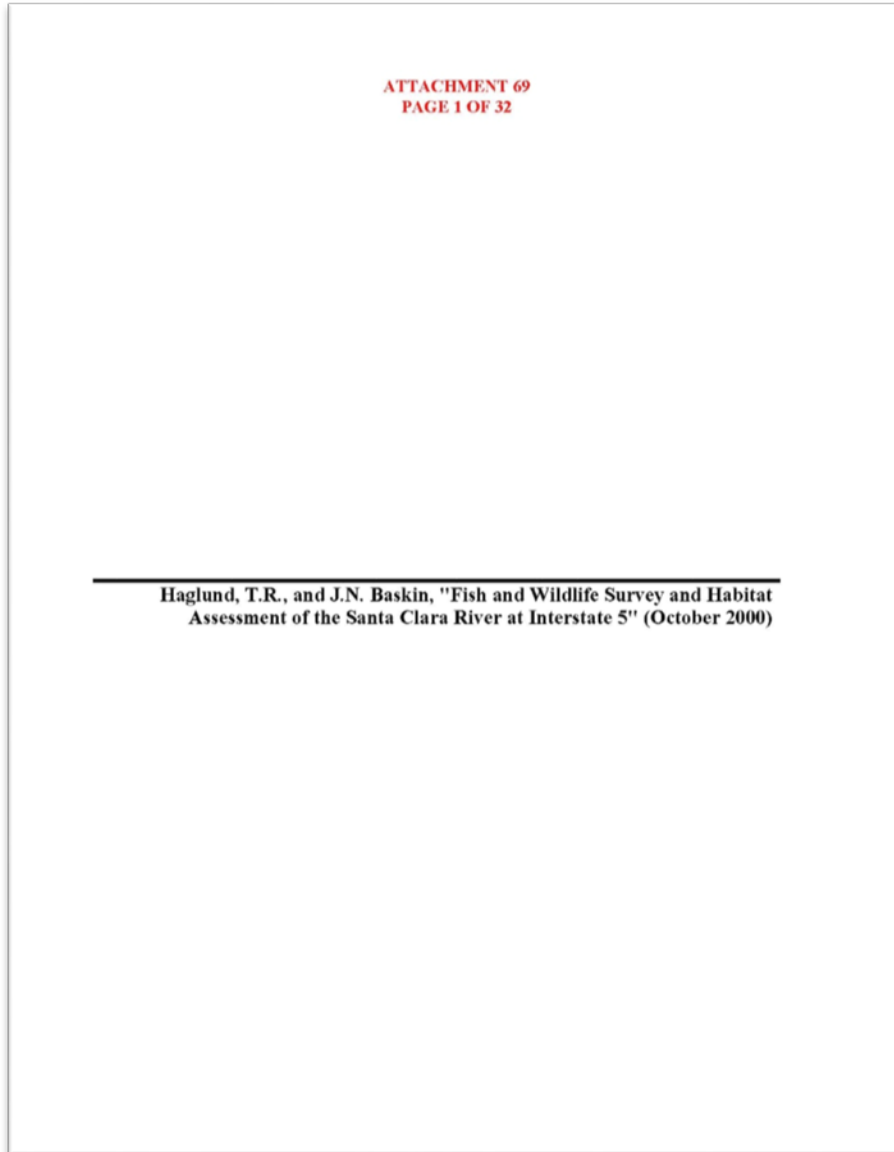 ATTACHMENT 69
PAGE 1 OF 32
Haglund, T.R., and J.N. Baskin, "Fish and Wildlife Survey and Habitat
Assessment of the Santa Clara River at Interstate 5" (October 2000)